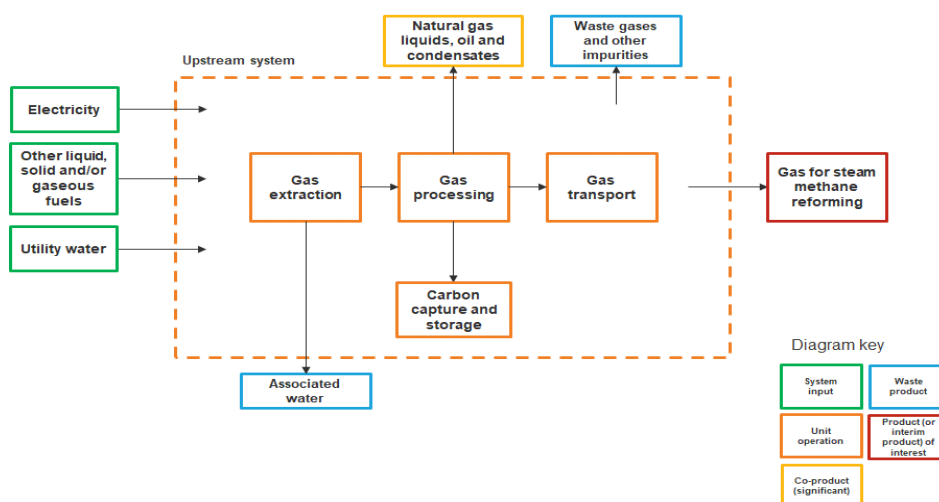 Natural gas
liquids, oil and
condensates
Waste gases
and other
impurities
Upstream system
Electricity
Other liquid,
solid and/or
gaseous
fuels
Utility water
Gas
extraction
Gas
processing
Gas
transport
Gas for steam
methane
reforming
Carbon
capture and
storage
Associated
water
Diagram key
System
input
Waste
product
Unit
operation
Product (or
interim
product) of
interest
Co-product
(significant)